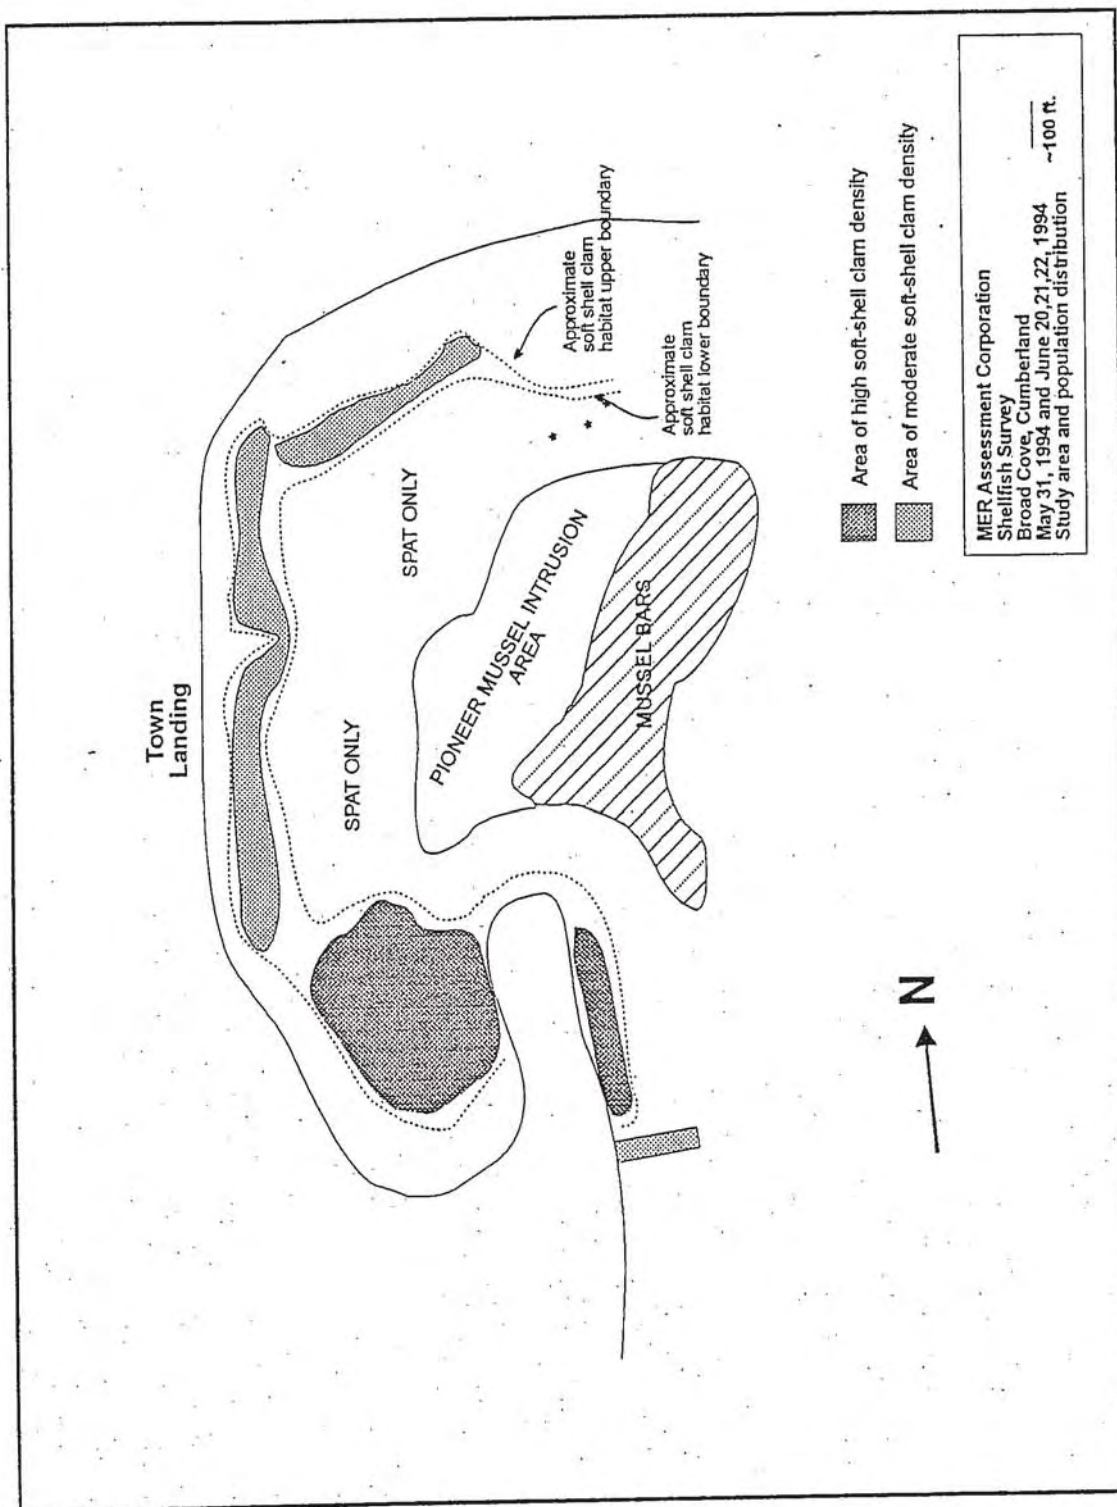 Town
Landing
SPAT ONLY
SPAT ONLY
PIONEER MUSSEL INTRUSION
AREA
MUSSEL BARS
Approximate
soft shell clam
habitat upper boundary
Approximate
soft shell clam
habitat lower boundary
N
Area of high soft-shell clam density
Area of moderate soft-shell clam density
MER Assessment Corporation
Shellfish Survey
Broad Cove, Cumberland
May 31, 1994 and June 20,21,22, 1994
Study area and population distribution
~100 ft.